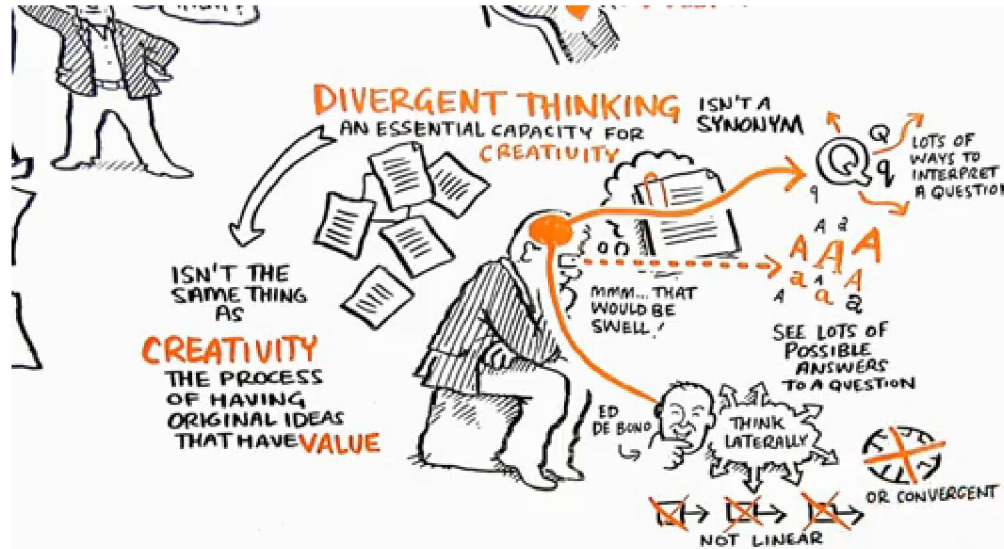 DIVERGENT THINKING
AN ESSENTIAL CAPACITY FOR
CREATIVITY
ISN'T A
SYNONYM
ISN'T THE
SAME THING
AS
CREATIVITY
THE PROCESS
OF HAVING
ORIGINAL IDEAS
THAT HAVE VALUE
MMM... THAT
WOULD BE
SWELL!
Q Q
q q
LOTS OF
WAYS TO
INTERPRET
A QUESTION
A a
A A A
a A A
A a a
SEE LOTS OF
POSSIBLE
ANSWERS
TO A QUESTION
ED
DE BONO
THINK
LATERALLY
OR CONVERGENT
NOT LINEAR